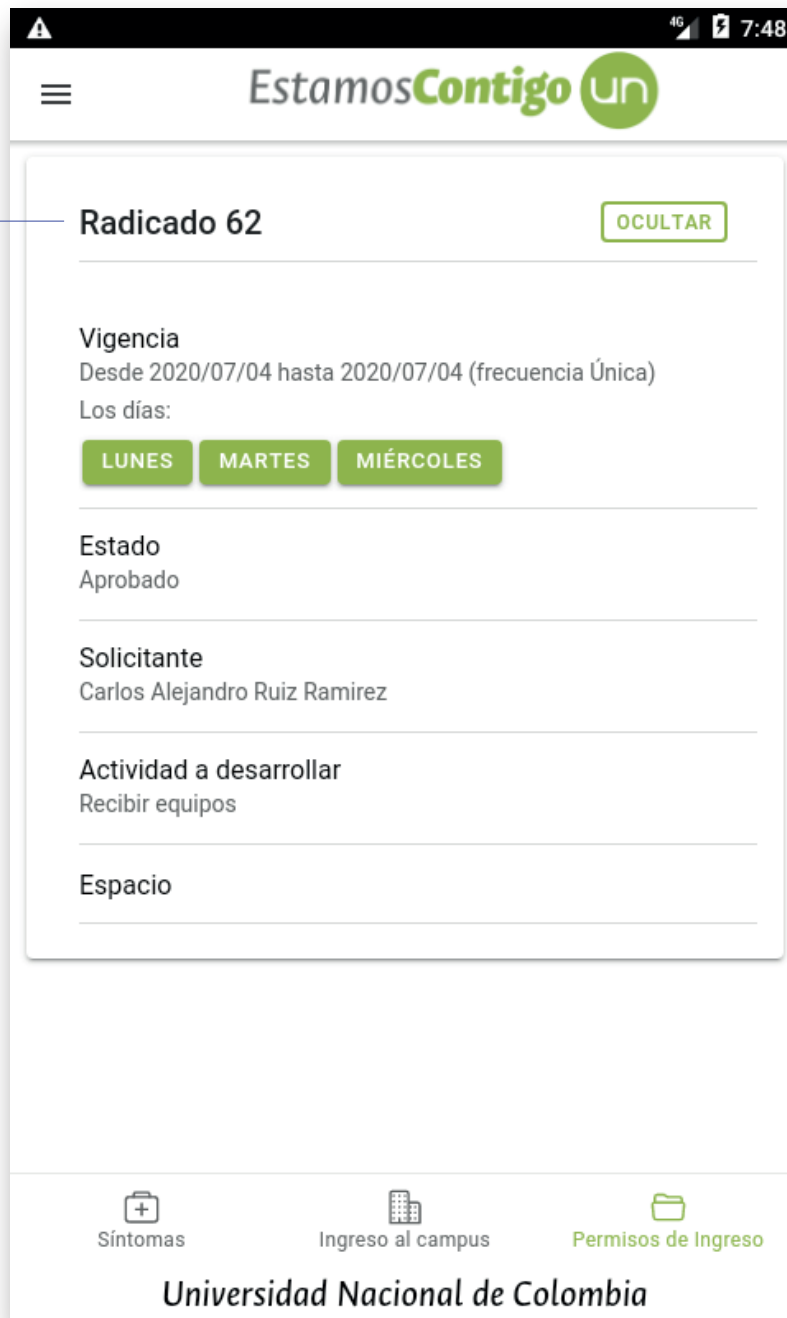 4G 7:48
EstamosContigo un
Radicado 62
OCULTAR
Vigencia
Desde 2020/07/04 hasta 2020/07/04 (frecuencia Única)
Los días:
LUNES MARTES MIÉRCOLES
Estado
Aprobado
Solicitante
Carlos Alejandro Ruiz Ramirez
Actividad a desarrollar
Recibir equipos
Espacio
Síntomas Ingreso al campus Permisos de Ingreso
Universidad Nacional de Colombia